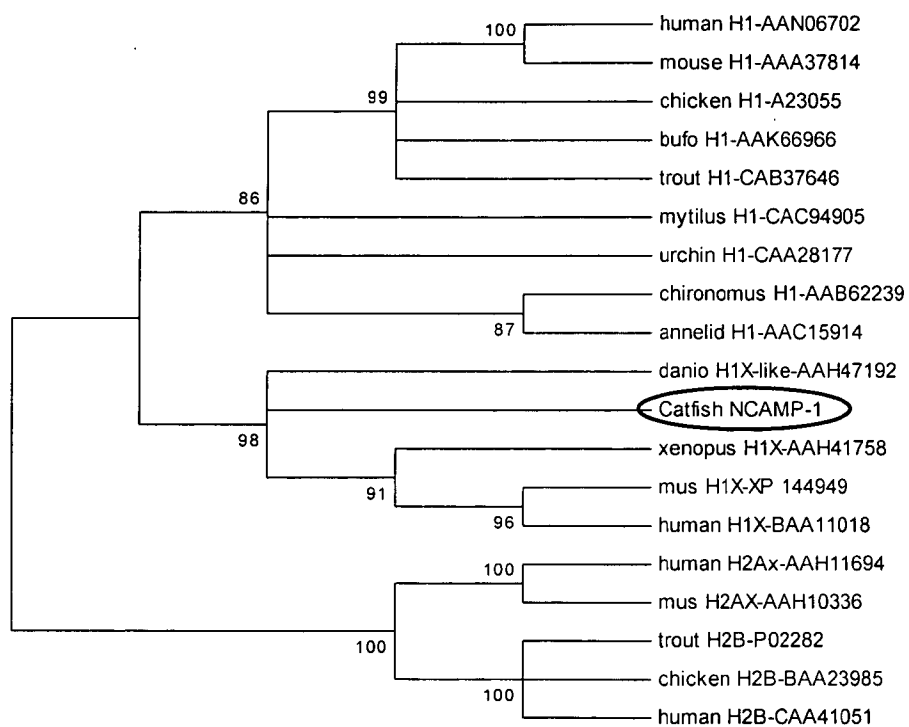 human H1-AAN06702
100
mouse H1-AAA37814
99
chicken H1-A23055
bufo H1-AAK66966
trout H1-CAB37646
86
mytilus H1-CAC94905
urchin H1-CAA28177
chironomus H1-AAB62239
87
annelid H1-AAC15914
danio H1X-like-AAH47192
Catfish NCAMP-1
98
xenopus H1X-AAH41758
91
mus H1X-XP 144949
96
human H1X-BAA11018
100
human H2Ax-AAH11694
mus H2AX-AAH10336
100
trout H2B-P02282
chicken H2B-BAA23985
100
human H2B-CAA41051